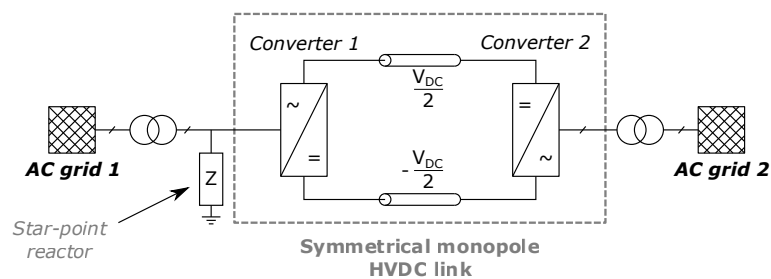 Converter 1
Converter 2
V_DC
2
~
=
=
~
AC grid 1
Z
- V_DC
2
AC grid 2
Star-point
reactor
Symmetrical monopole
HVDC link